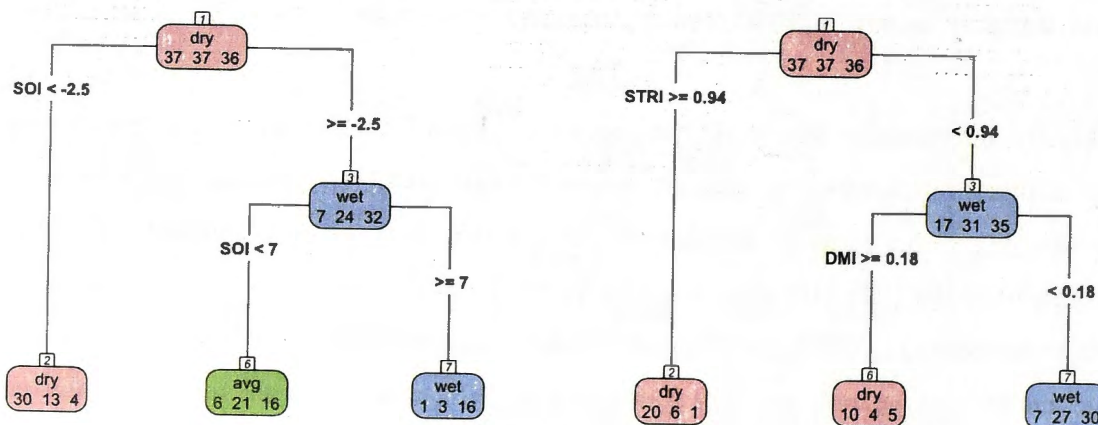 1
dry
37 37 36
SOI < -2.5
>= -2.5
3
wet
7 24 32
SOI < 7
>= 7
2
dry
30 13 4
6
avg
6 21 16
7
wet
1 3 16
1
dry
37 37 36
STRI >= 0.94
< 0.94
3
wet
17 31 35
DMI >= 0.18
< 0.18
2
dry
20 6 1
6
dry
10 4 5
7
wet
7 27 30